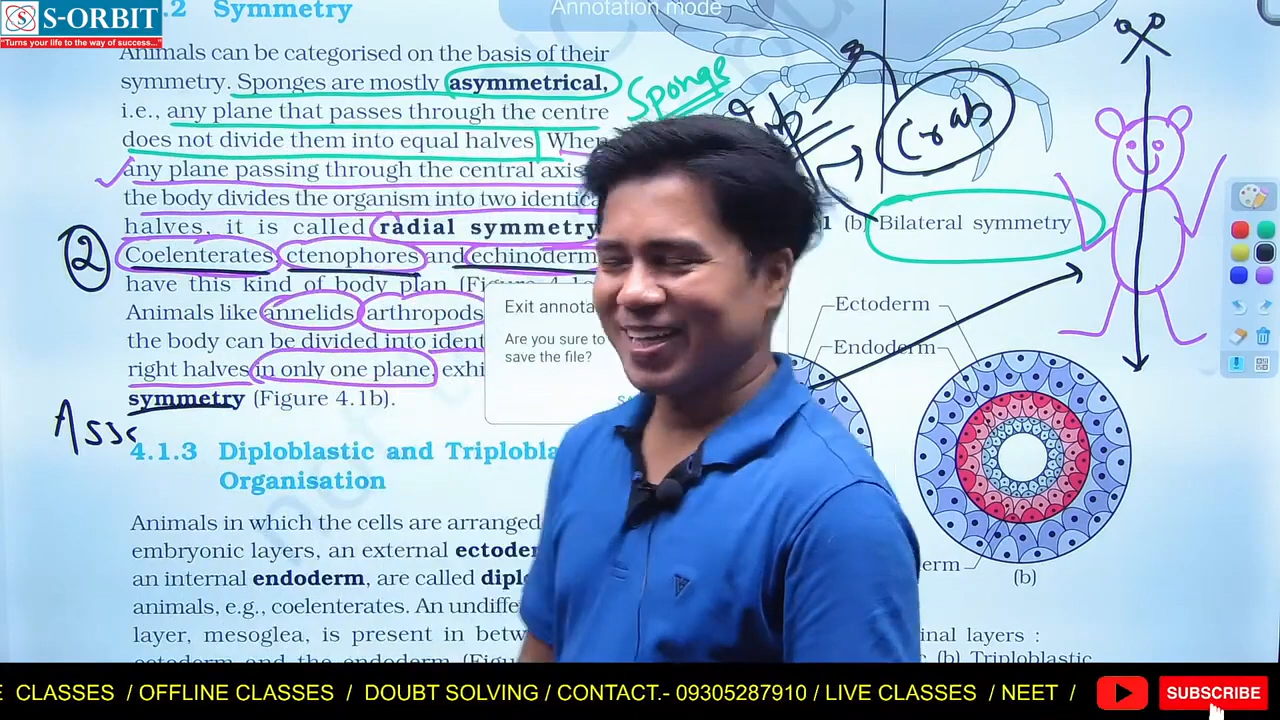 S-ORBIT
"Turns your life to the way of success..."
.2 Symmetry
Annotation mode
Animals can be categorised on the basis of their
symmetry. Sponges are mostly asymmetrical,
i.e., any plane that passes through the centre
does not divide them into equal halves. When
any plane passing through the central axis
the body divides the organism into two identica
halves, it is called radial symmetry
Coelenterates, ctenophores and echinoderm
have this kind of body plan
Animals like annelids, arthropods,
the body can be divided into ident
right halves in only one plane, exhi
symmetry (Figure 4.1b).
Sponge
Crab
1 (b) Bilateral symmetry
2
Exit annota
Are you sure to
save the file?
Ectoderm
Endoderm
erm
(b)
4.1.3 Diploblastic and Triplobla
Organisation
Animals in which the cells are arranged
embryonic layers, an external ectoder
an internal endoderm, are called diplo
animals, e.g., coelenterates. An undiffe
layer, mesoglea, is present in betw
ectoderm and the endoderm
inal layers :
(b) Triploblastic
E CLASSES / OFFLINE CLASSES / DOUBT SOLVING / CONTACT.- 09305287910 / LIVE CLASSES / NEET /
SUBSCRIBE